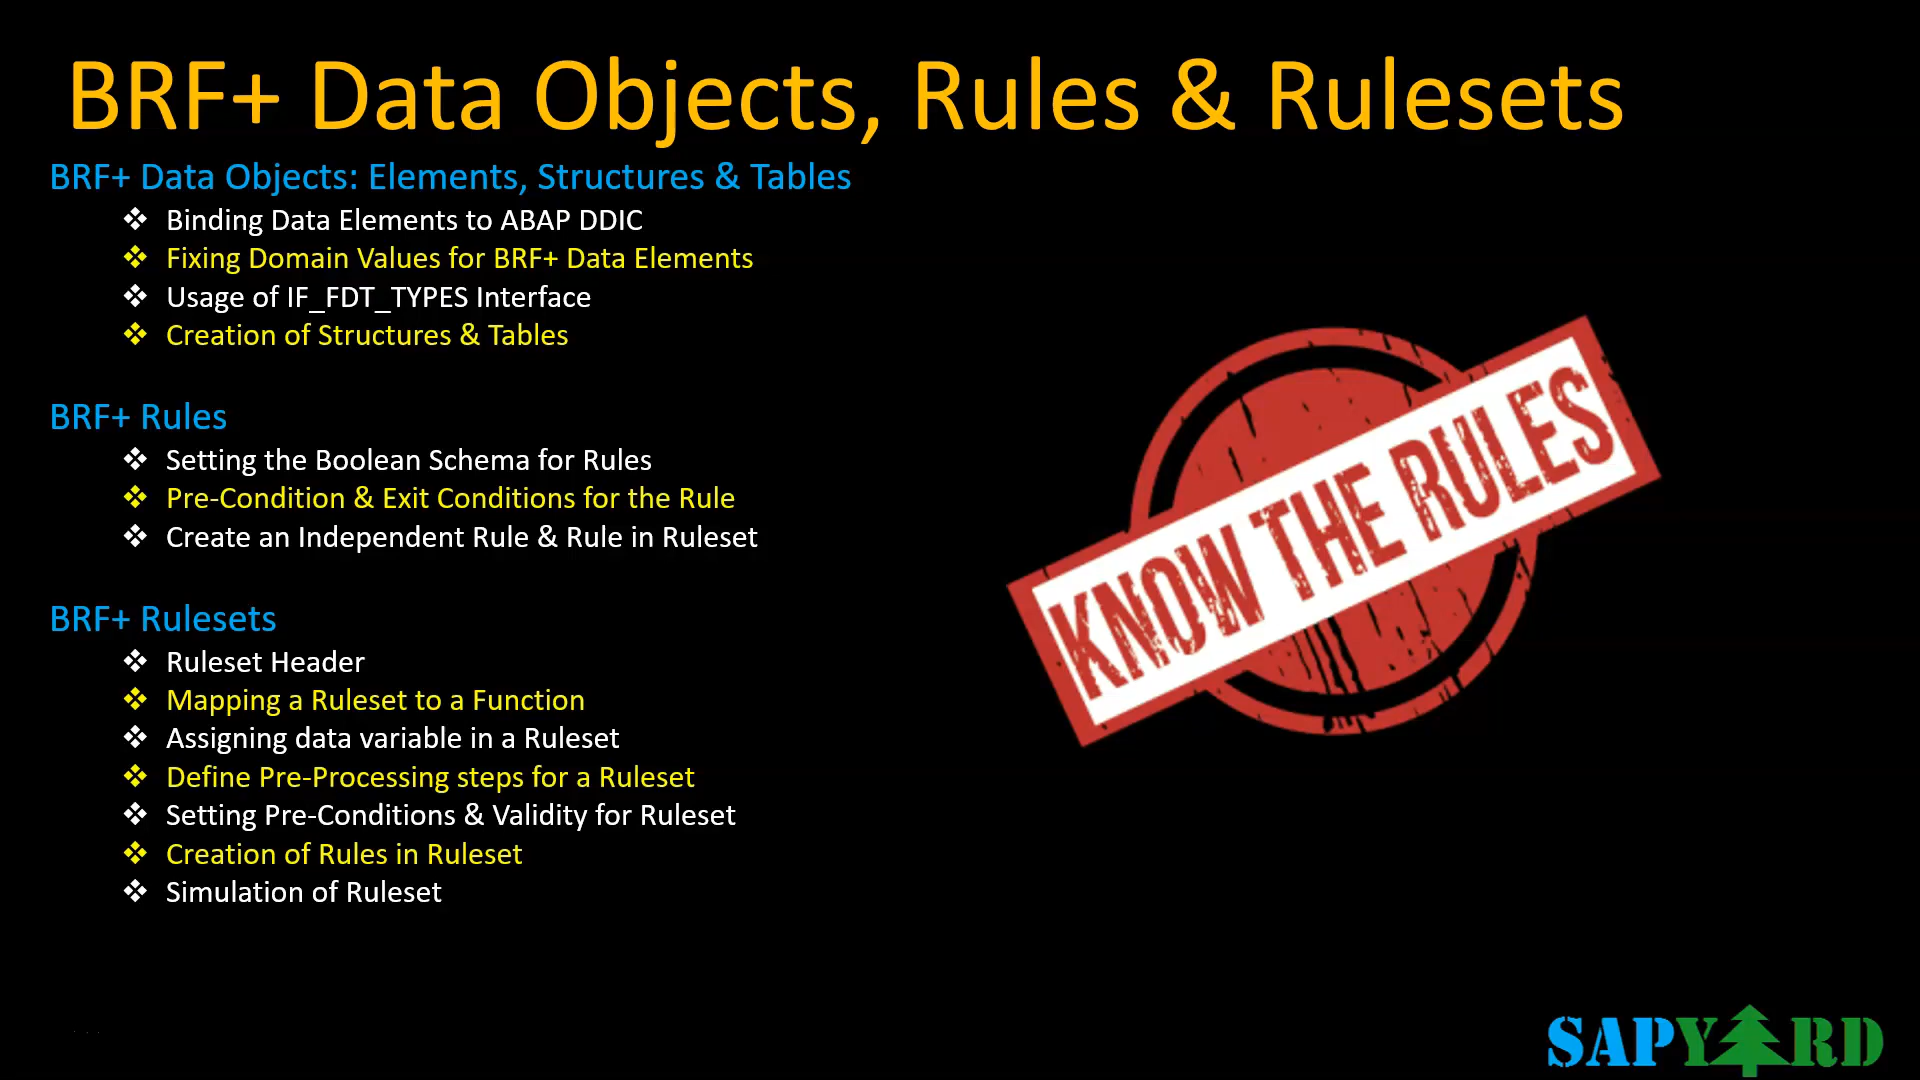 BRF+ Data Objects, Rules & Rulesets
BRF+ Data Objects: Elements, Structures & Tables
❖ Binding Data Elements to ABAP DDIC
❖ Fixing Domain Values for BRF+ Data Elements
❖ Usage of IF_FDT_TYPES Interface
❖ Creation of Structures & Tables
BRF+ Rules
❖ Setting the Boolean Schema for Rules
❖ Pre-Condition & Exit Conditions for the Rule
❖ Create an Independent Rule & Rule in Ruleset
BRF+ Rulesets
❖ Ruleset Header
❖ Mapping a Ruleset to a Function
❖ Assigning data variable in a Ruleset
❖ Define Pre-Processing steps for a Ruleset
❖ Setting Pre-Conditions & Validity for Ruleset
❖ Creation of Rules in Ruleset
❖ Simulation of Ruleset
KNOW THE RULES
SAPYARD